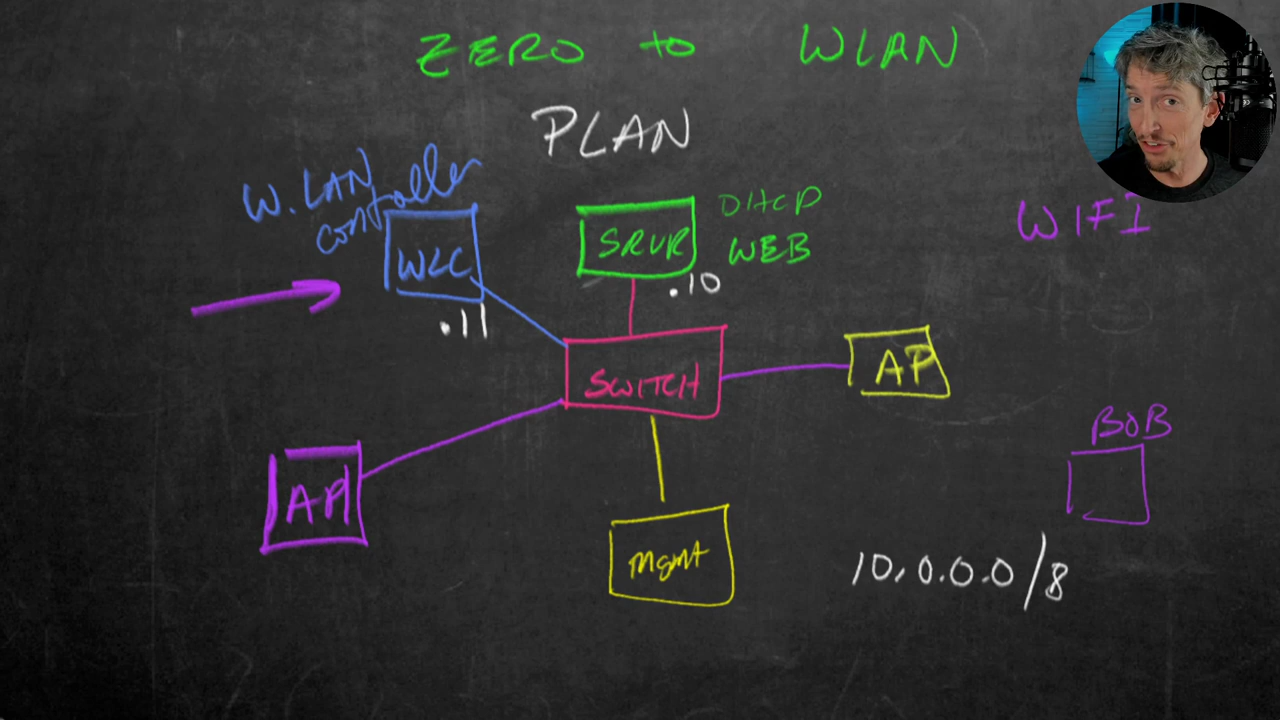 ZERO to WLAN
PLAN
W. LAN
controller
WLC
.11
SRVR
.10
DHCP
WEB
WIFI
SWITCH
AP
AP
BOB
MGMT
10.0.0.0/8